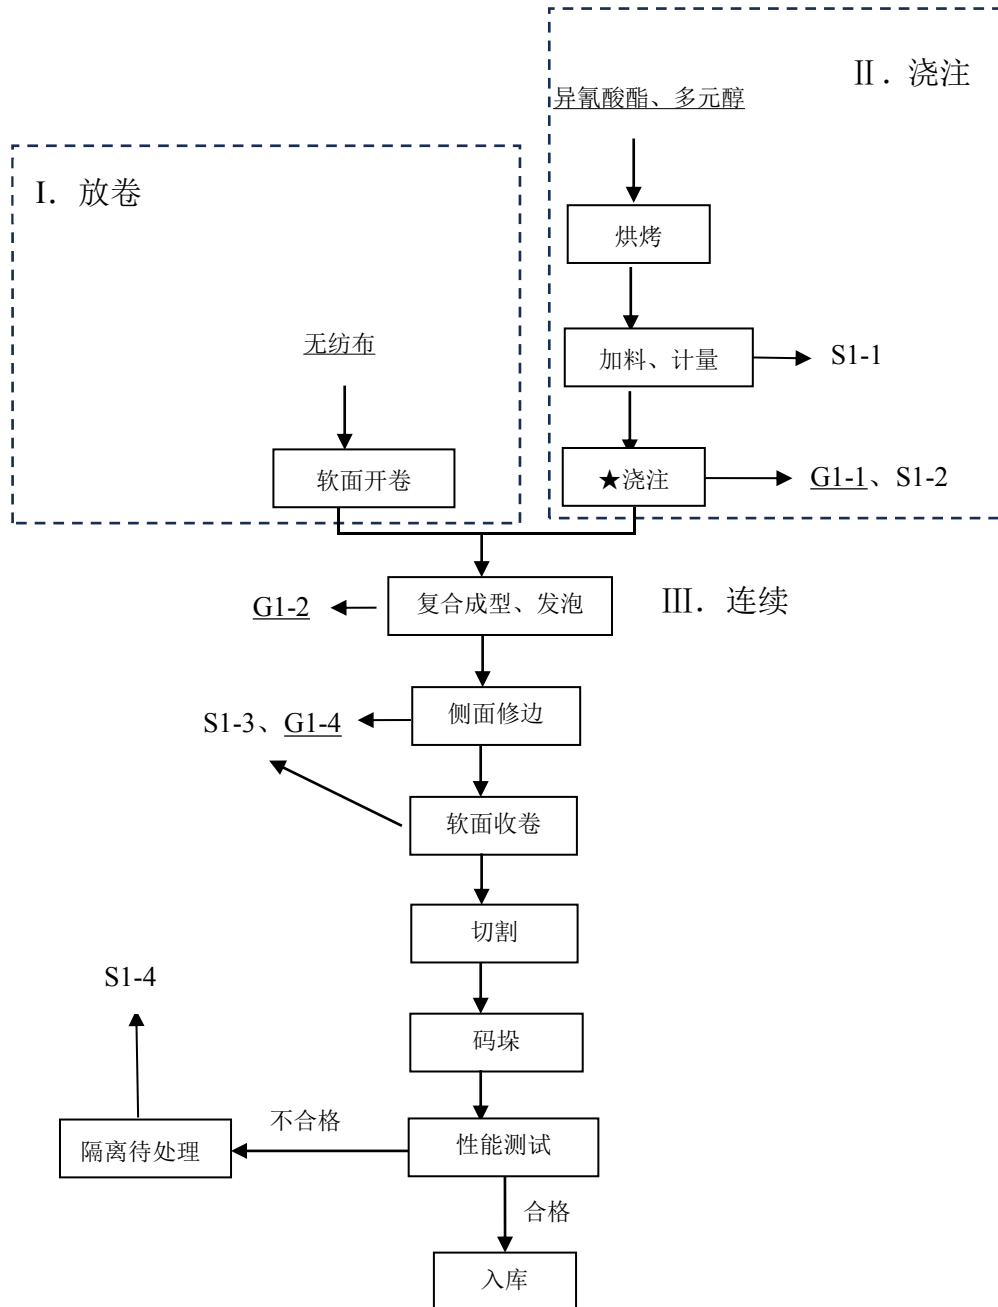 Ⅱ. 浇注
异氰酸酯、多元醇
I. 放卷
烘烤
无纺布
加料、计量
S1-1
软面开卷
★浇注
G1-1、S1-2
复合成型、发泡
G1-2
Ⅲ. 连续
侧面修边
S1-3、G1-4
软面收卷
切割
S1-4
码垛
不合格
性能测试
隔离待处理
合格
入库